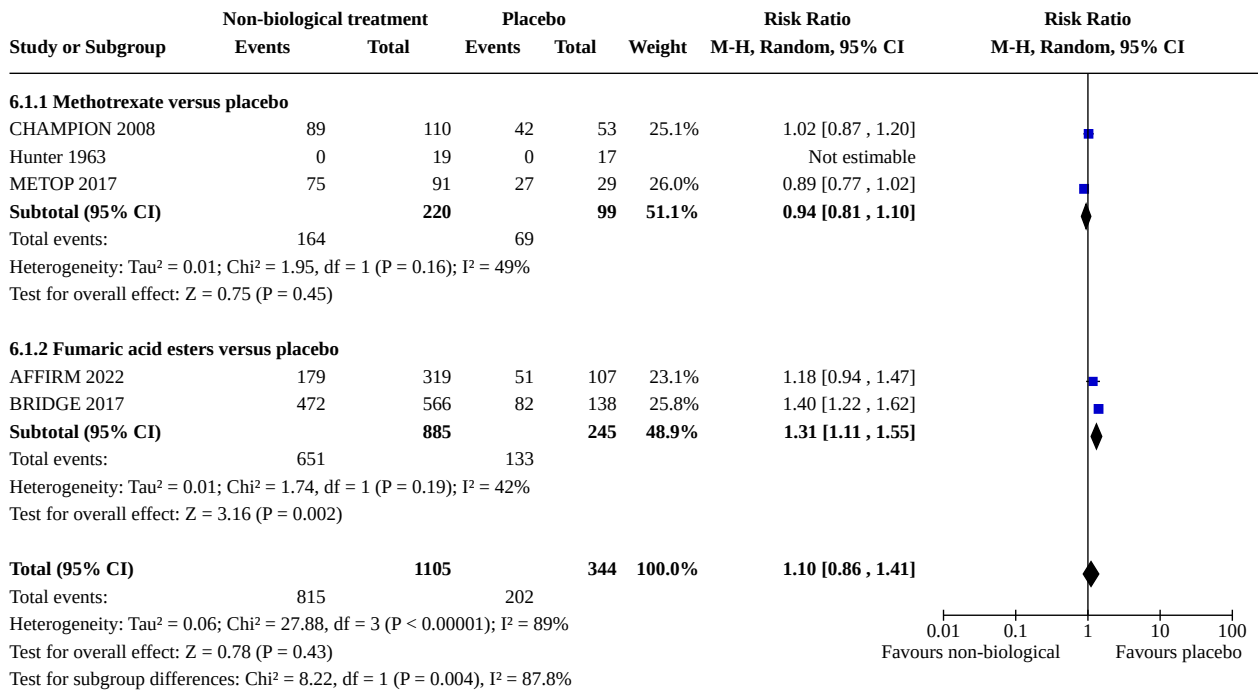 Non-biological treatment Placebo Risk Ratio Risk Ratio
Study or Subgroup Events Total Events Total Weight M-H, Random, 95% CI M-H, Random, 95% CI
6.1.1 Methotrexate versus placebo
CHAMPION 2008 89 110 42 53 25.1% 1.02 [0.87 , 1.20]
Hunter 1963 0 19 0 17 Not estimable
METOP 2017 75 91 27 29 26.0% 0.89 [0.77 , 1.02]
Subtotal (95% CI) 220 99 51.1% 0.94 [0.81 , 1.10]
Total events: 164 69
Heterogeneity: Tau² = 0.01; Chi² = 1.95, df = 1 (P = 0.16); I² = 49%
Test for overall effect: Z = 0.75 (P = 0.45)
6.1.2 Fumaric acid esters versus placebo
AFFIRM 2022 179 319 51 107 23.1% 1.18 [0.94 , 1.47]
BRIDGE 2017 472 566 82 138 25.8% 1.40 [1.22 , 1.62]
Subtotal (95% CI) 885 245 48.9% 1.31 [1.11 , 1.55]
Total events: 651 133
Heterogeneity: Tau² = 0.01; Chi² = 1.74, df = 1 (P = 0.19); I² = 42%
Test for overall effect: Z = 3.16 (P = 0.002)
Total (95% CI) 1105 344 100.0% 1.10 [0.86 , 1.41]
Total events: 815 202
Heterogeneity: Tau² = 0.06; Chi² = 27.88, df = 3 (P < 0.00001); I² = 89%
0.01 0.1 1 10 100
Test for overall effect: Z = 0.78 (P = 0.43) Favours non-biological Favours placebo
Test for subgroup differences: Chi² = 8.22, df = 1 (P = 0.004), I² = 87.8%